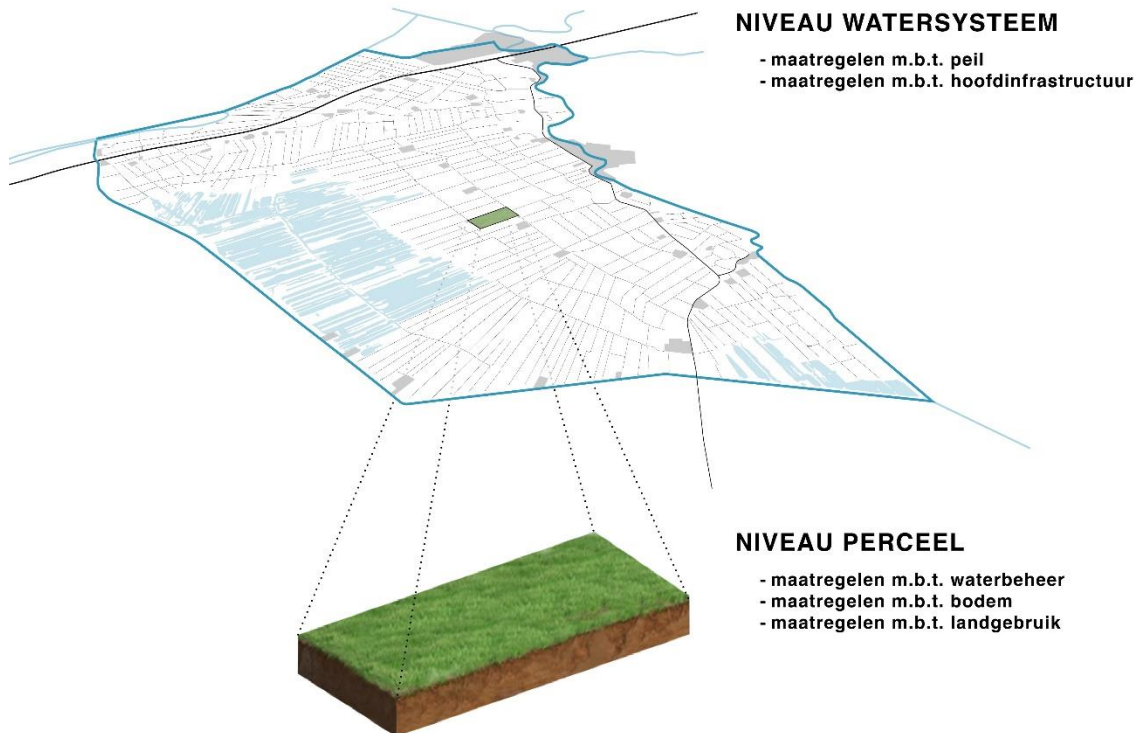 NIVEAU WATERSYSTEEM
- maatregelen m.b.t. peil
- maatregelen m.b.t. hoofdinfrastructuur
NIVEAU PERCEEL
- maatregelen m.b.t. waterbeheer
- maatregelen m.b.t. bodem
- maatregelen m.b.t. landgebruik